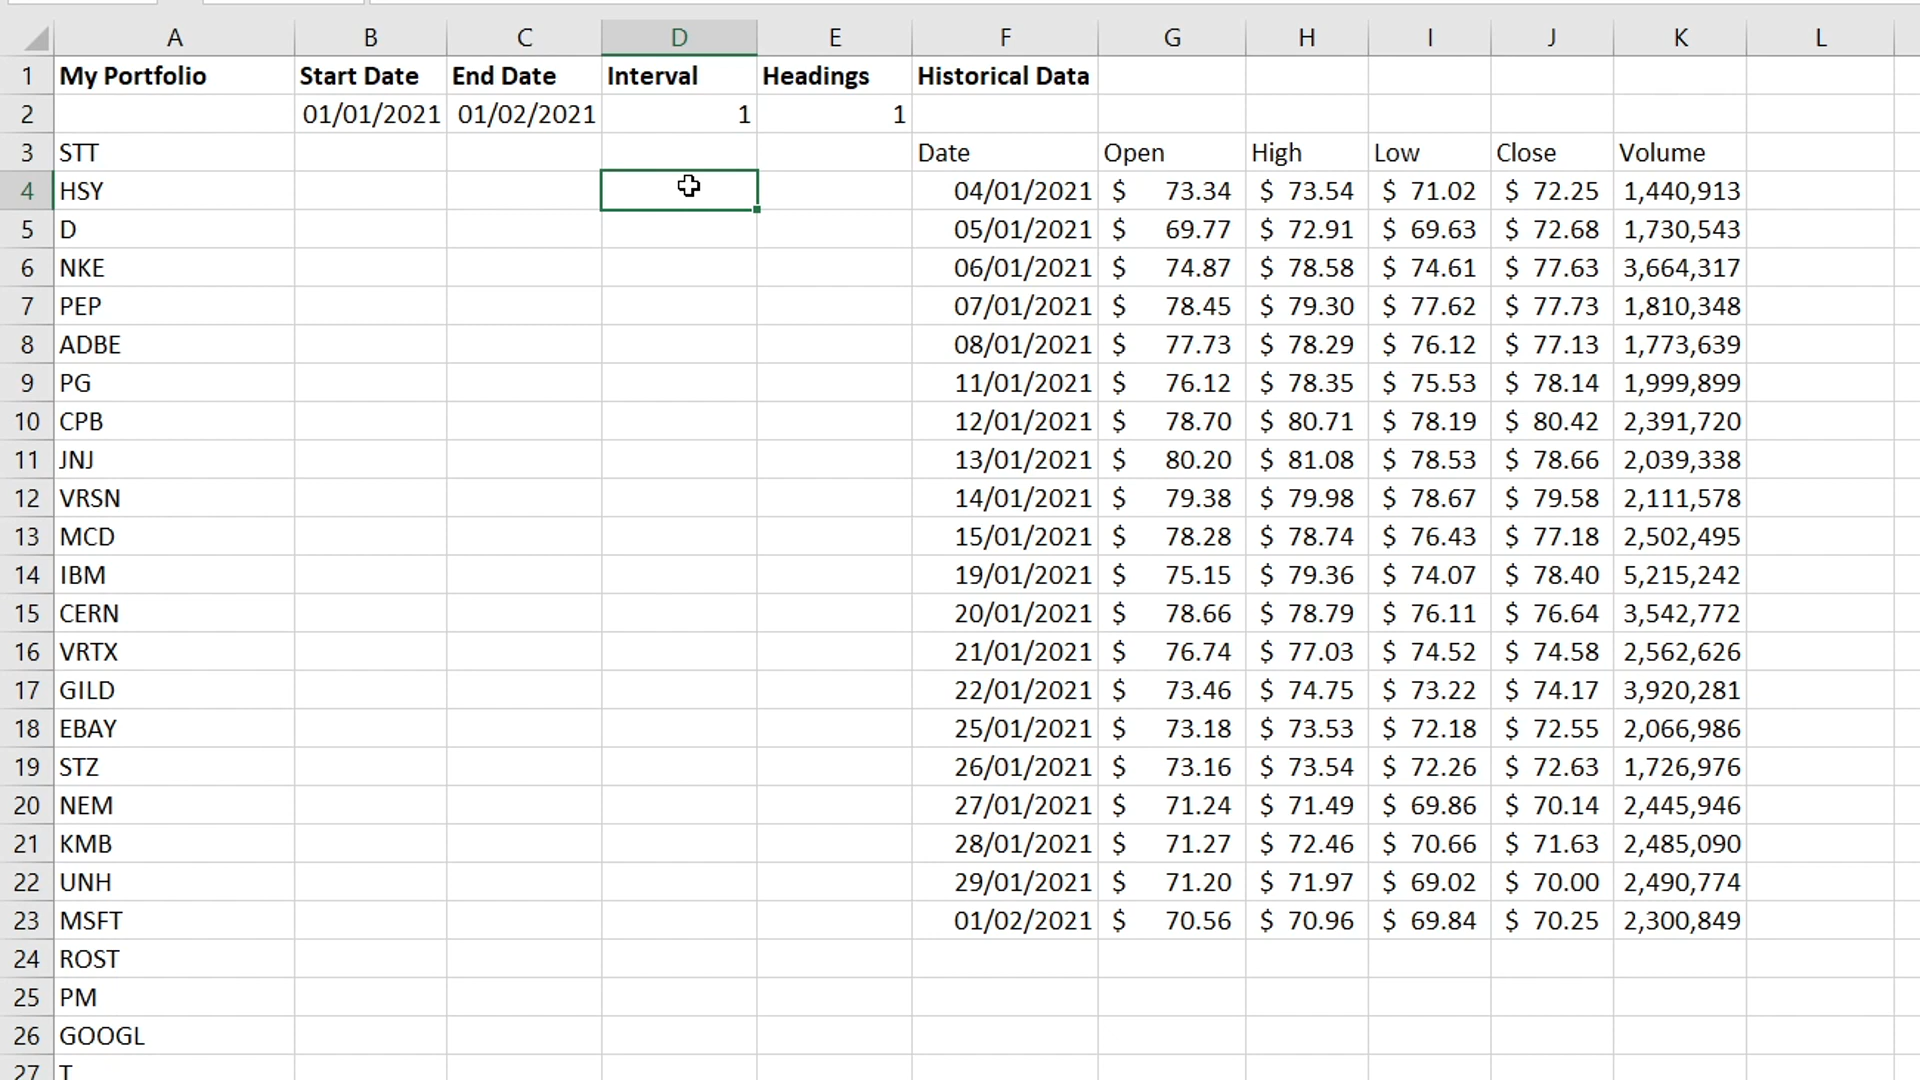 A B C D E F G H I J K L
1 My Portfolio Start Date End Date Interval Headings Historical Data
2 01/01/2021 01/02/2021 1 1
3 STT Date Open High Low Close Volume
4 HSY 04/01/2021 $ 73.34 $ 73.54 $ 71.02 $ 72.25 1,440,913
5 D 05/01/2021 $ 69.77 $ 72.91 $ 69.63 $ 72.68 1,730,543
6 NKE 06/01/2021 $ 74.87 $ 78.58 $ 74.61 $ 77.63 3,664,317
7 PEP 07/01/2021 $ 78.45 $ 79.30 $ 77.62 $ 77.73 1,810,348
8 ADBE 08/01/2021 $ 77.73 $ 78.29 $ 76.12 $ 77.13 1,773,639
9 PG 11/01/2021 $ 76.12 $ 78.35 $ 75.53 $ 78.14 1,999,899
10 CPB 12/01/2021 $ 78.70 $ 80.71 $ 78.19 $ 80.42 2,391,720
11 JNJ 13/01/2021 $ 80.20 $ 81.08 $ 78.53 $ 78.66 2,039,338
12 VRSN 14/01/2021 $ 79.38 $ 79.98 $ 78.67 $ 79.58 2,111,578
13 MCD 15/01/2021 $ 78.28 $ 78.74 $ 76.43 $ 77.18 2,502,495
14 IBM 19/01/2021 $ 75.15 $ 79.36 $ 74.07 $ 78.40 5,215,242
15 CERN 20/01/2021 $ 78.66 $ 78.79 $ 76.11 $ 76.64 3,542,772
16 VRTX 21/01/2021 $ 76.74 $ 77.03 $ 74.52 $ 74.58 2,562,626
17 GILD 22/01/2021 $ 73.46 $ 74.75 $ 73.22 $ 74.17 3,920,281
18 EBAY 25/01/2021 $ 73.18 $ 73.53 $ 72.18 $ 72.55 2,066,986
19 STZ 26/01/2021 $ 73.16 $ 73.54 $ 72.26 $ 72.63 1,726,976
20 NEM 27/01/2021 $ 71.24 $ 71.49 $ 69.86 $ 70.14 2,445,946
21 KMB 28/01/2021 $ 71.27 $ 72.46 $ 70.66 $ 71.63 2,485,090
22 UNH 29/01/2021 $ 71.20 $ 71.97 $ 69.02 $ 70.00 2,490,774
23 MSFT 01/02/2021 $ 70.56 $ 70.96 $ 69.84 $ 70.25 2,300,849
24 ROST
25 PM
26 GOOGL
27 T